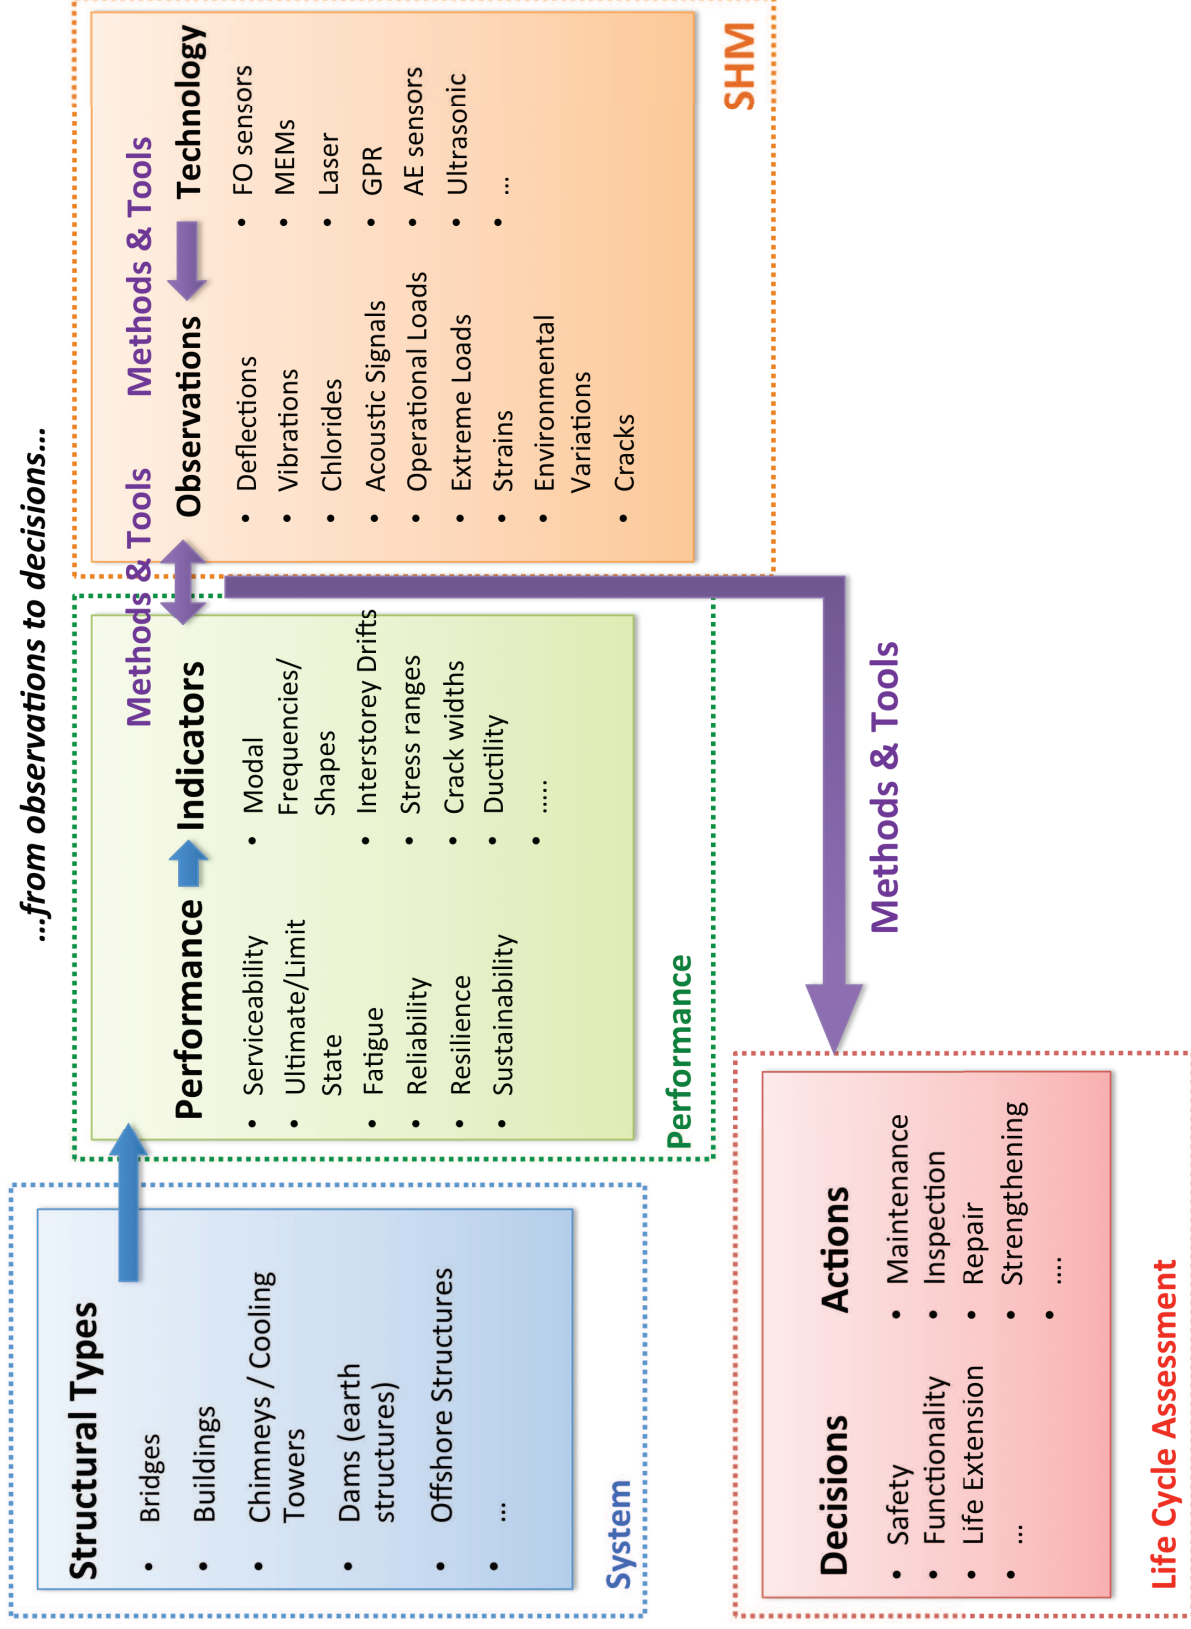 ...from observations to decisions...
Structural Types
• Bridges
• Buildings
• Chimneys / Cooling
Towers
• Dams (earth
structures)
• Offshore Structures
• ...
System
Performance
• Serviceability
• Ultimate/Limit
State
• Fatigue
• Reliability
• Resilience
• Sustainability
Indicators
• Modal
Frequencies/
Shapes
• Interstorey Drifts
• Stress ranges
• Crack widths
• Ductility
• .....
Performance
Methods & Tools
Methods & Tools
Observations
• Deflections
• Vibrations
• Chlorides
• Acoustic Signals
• Operational Loads
• Extreme Loads
• Strains
• Environmental
Variations
• Cracks
Technology
• FO sensors
• MEMs
• Laser
• GPR
• AE sensors
• Ultrasonic
• ...
SHM
Methods & Tools
Decisions
• Safety
• Functionality
• Life Extension
• ...
Actions
• Maintenance
• Inspection
• Repair
• Strengthening
• ....
Life Cycle Assessment